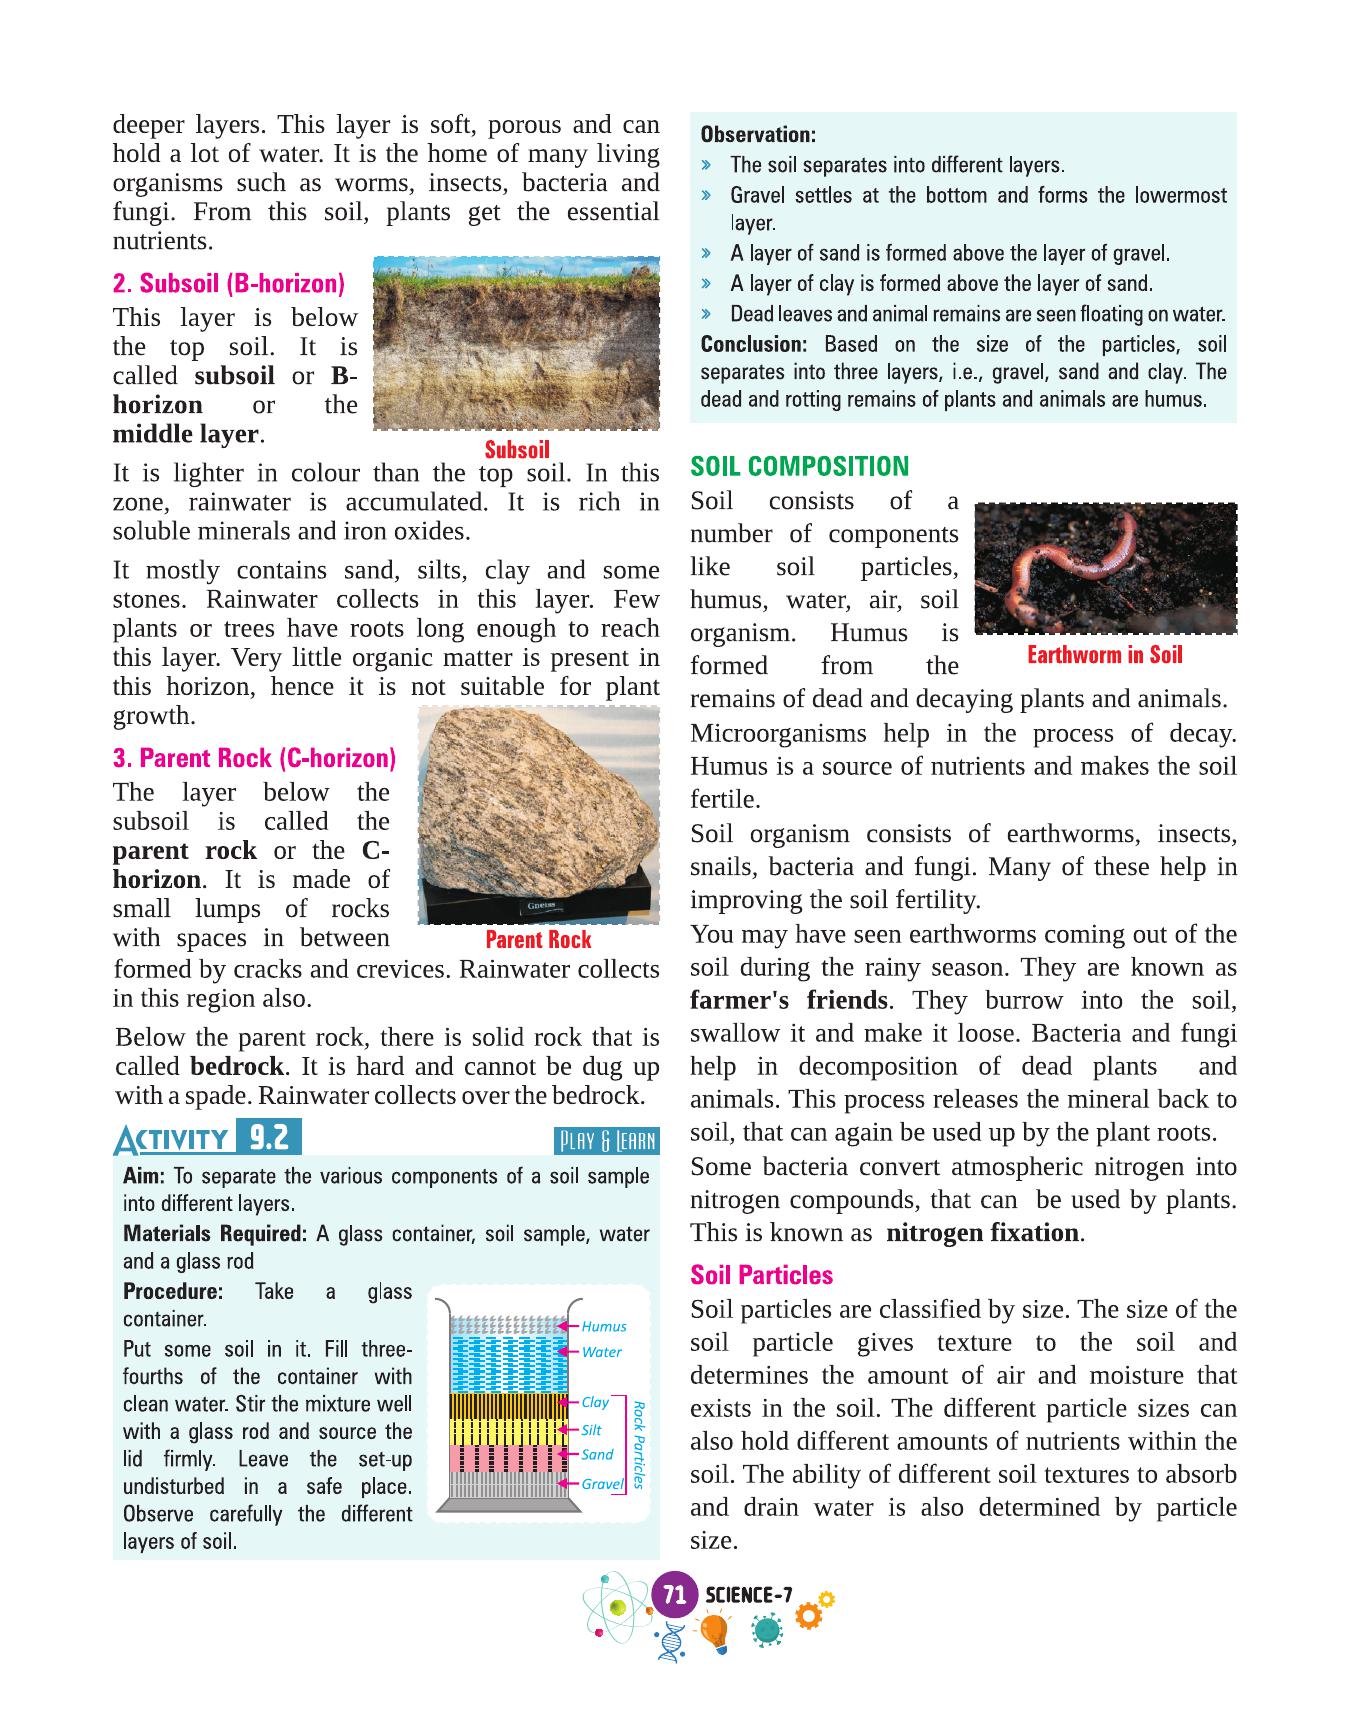 deeper layers. This layer is soft, porous and can
hold a lot of water. It is the home of many living
organisms such as worms, insects, bacteria and
fungi. From this soil, plants get the essential
nutrients.
2. Subsoil (B-horizon)
This layer is below
the top soil. It is
called subsoil or B-
horizon or the
middle layer.
Subsoil
It is lighter in colour than the top soil. In this
zone, rainwater is accumulated. It is rich in
soluble minerals and iron oxides.
It mostly contains sand, silts, clay and some
stones. Rainwater collects in this layer. Few
plants or trees have roots long enough to reach
this layer. Very little organic matter is present in
this horizon, hence it is not suitable for plant
growth.
3. Parent Rock (C-horizon)
The layer below the
subsoil is called the
parent rock or the C-
horizon. It is made of
small lumps of rocks
with spaces in between
Gneiss
Parent Rock
formed by cracks and crevices. Rainwater collects
in this region also.
Below the parent rock, there is solid rock that is
called bedrock. It is hard and cannot be dug up
with a spade. Rainwater collects over the bedrock.
ACTIVITY 9.2
PLAY & LEARN
Aim: To separate the various components of a soil sample
into different layers.
Materials Required: A glass container, soil sample, water
and a glass rod
Procedure: Take a glass
container.
Put some soil in it. Fill three-
fourths of the container with
clean water. Stir the mixture well
with a glass rod and source the
lid firmly. Leave the set-up
undisturbed in a safe place.
Observe carefully the different
layers of soil.
Humus
Water
Clay
Silt
Sand
Gravel
Rock Particles
Observation:
» The soil separates into different layers.
» Gravel settles at the bottom and forms the lowermost
layer.
» A layer of sand is formed above the layer of gravel.
» A layer of clay is formed above the layer of sand.
» Dead leaves and animal remains are seen floating on water.
Conclusion: Based on the size of the particles, soil
separates into three layers, i.e., gravel, sand and clay. The
dead and rotting remains of plants and animals are humus.
SOIL COMPOSITION
Soil consists of a
number of components
like soil particles,
humus, water, air, soil
organism. Humus is
formed from the
Earthworm in Soil
remains of dead and decaying plants and animals.
Microorganisms help in the process of decay.
Humus is a source of nutrients and makes the soil
fertile.
Soil organism consists of earthworms, insects,
snails, bacteria and fungi. Many of these help in
improving the soil fertility.
You may have seen earthworms coming out of the
soil during the rainy season. They are known as
farmer's friends. They burrow into the soil,
swallow it and make it loose. Bacteria and fungi
help in decomposition of dead plants and
animals. This process releases the mineral back to
soil, that can again be used up by the plant roots.
Some bacteria convert atmospheric nitrogen into
nitrogen compounds, that can be used by plants.
This is known as nitrogen fixation.
Soil Particles
Soil particles are classified by size. The size of the
soil particle gives texture to the soil and
determines the amount of air and moisture that
exists in the soil. The different particle sizes can
also hold different amounts of nutrients within the
soil. The ability of different soil textures to absorb
and drain water is also determined by particle
size.
71 SCIENCE-7